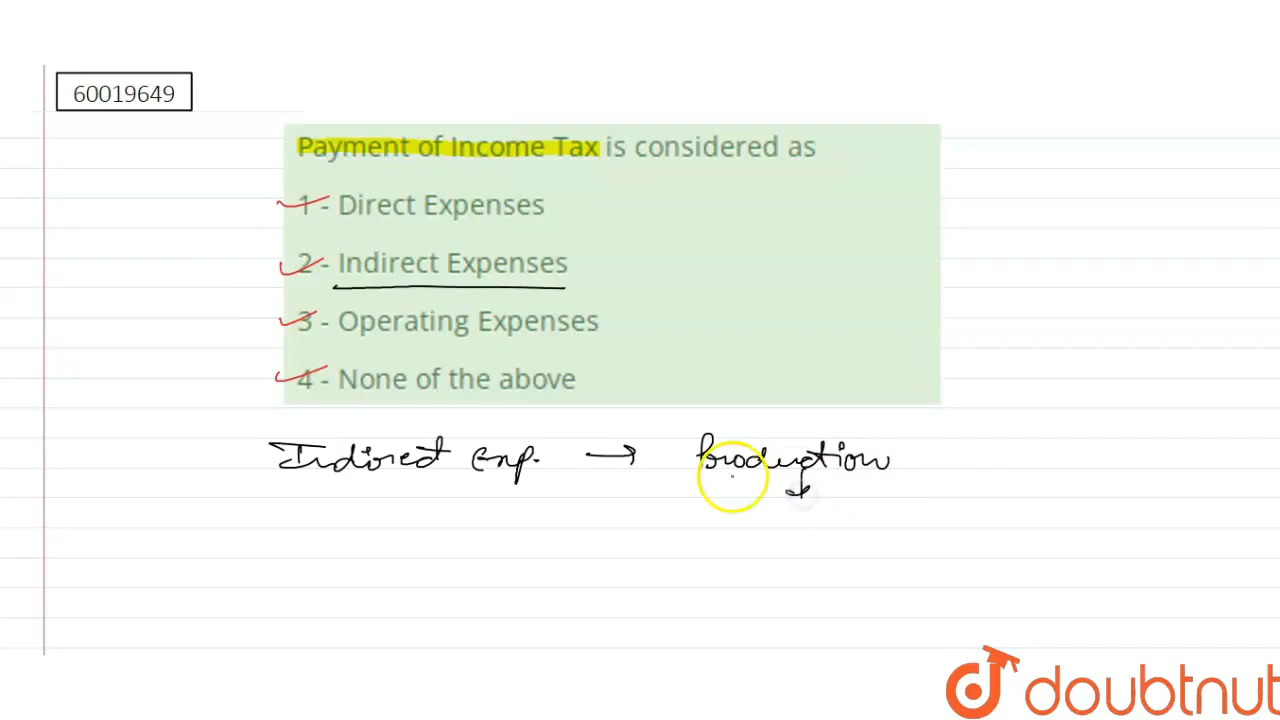 60019649
Payment of Income Tax is considered as
1 - Direct Expenses
2 - Indirect Expenses
3 - Operating Expenses
4 - None of the above
Indirect Exp. → Production
doubtnut